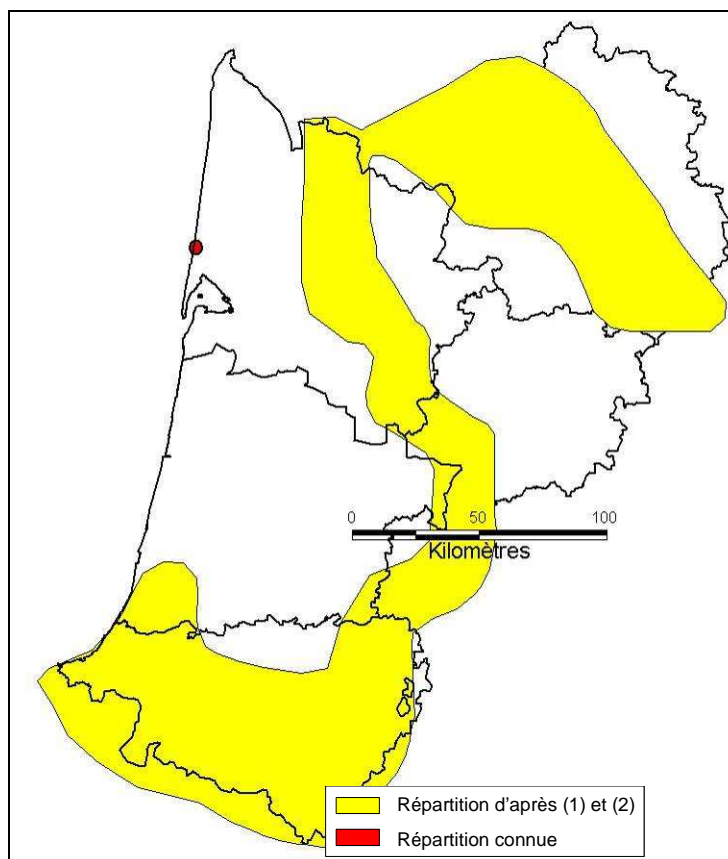 0 50 100
Kilomètres
Répartition d'après (1) et (2)
Répartition connue